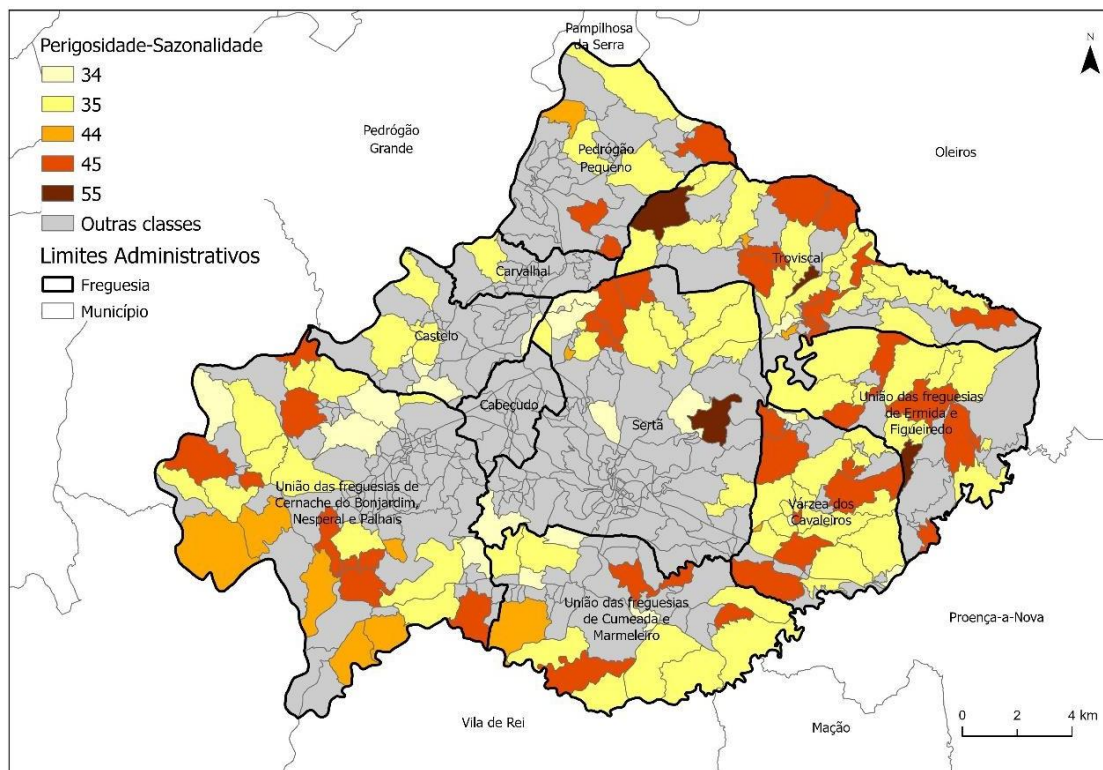 Perigosidade-Sazonalidade
34
35
44
45
55
Outras classes
Limites Administrativos
Freguesia
Município
Pampilhosa
da Serra
N
Pedrógão
Grande
Pedrógão
Pequeno
Oleiros
Carvalhal
Troviscal
Castelo
Cabeçudo
Sertã
União das freguesias
de Ermida e
Figueiredo
União das freguesias de
Cernache do Bonjardim,
Nesperal e Palhais
Várzea dos
Cavaleiros
União das freguesias
de Cumeada e
Marmeleiro
Proença-a-Nova
Vila de Rei
Mação
0 2 4 km